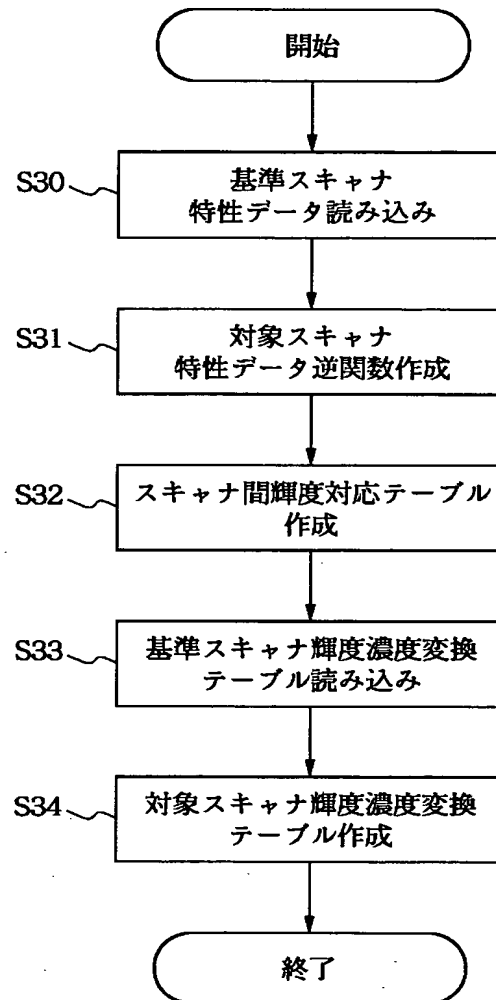 開始
S30
基準スキャナ
特性データ読み込み
S31
対象スキャナ
特性データ逆関数作成
S32
スキャナ間輝度対応テーブル
作成
S33
基準スキャナ輝度濃度変換
テーブル読み込み
S34
対象スキャナ輝度濃度変換
テーブル作成
終了